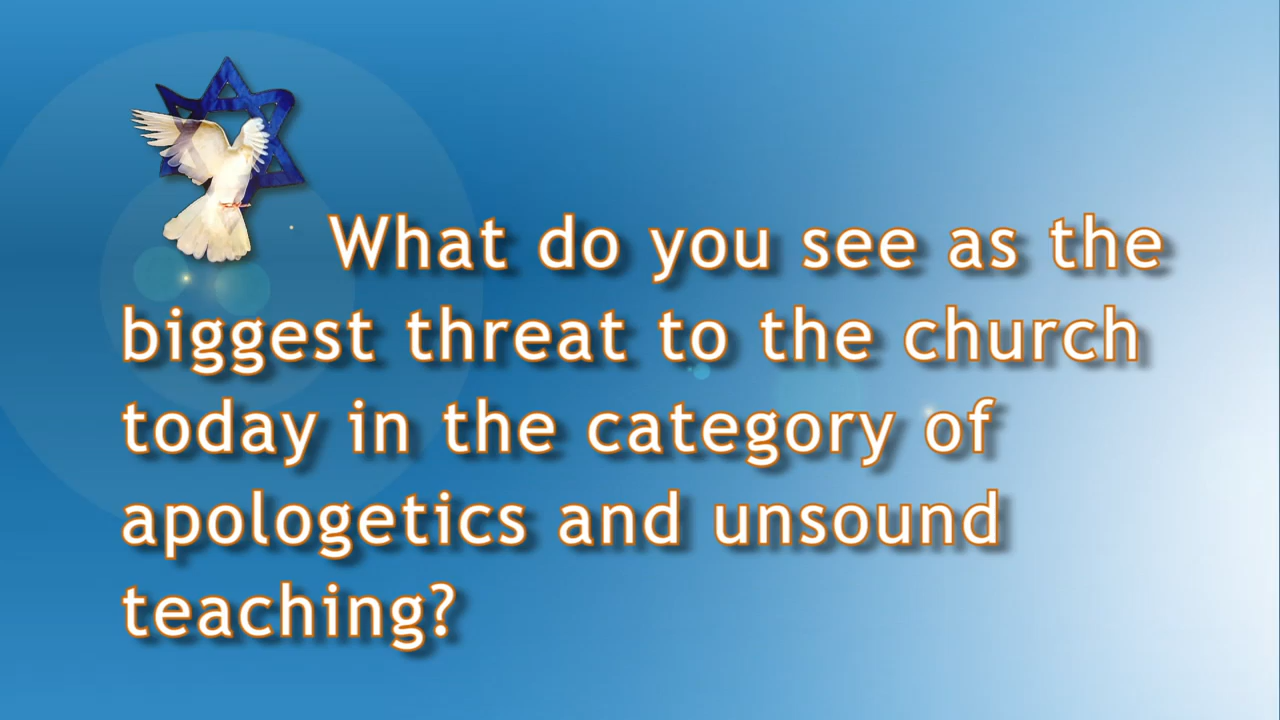 What do you see as the
biggest threat to the church
today in the category of
apologetics and unsound
teaching?